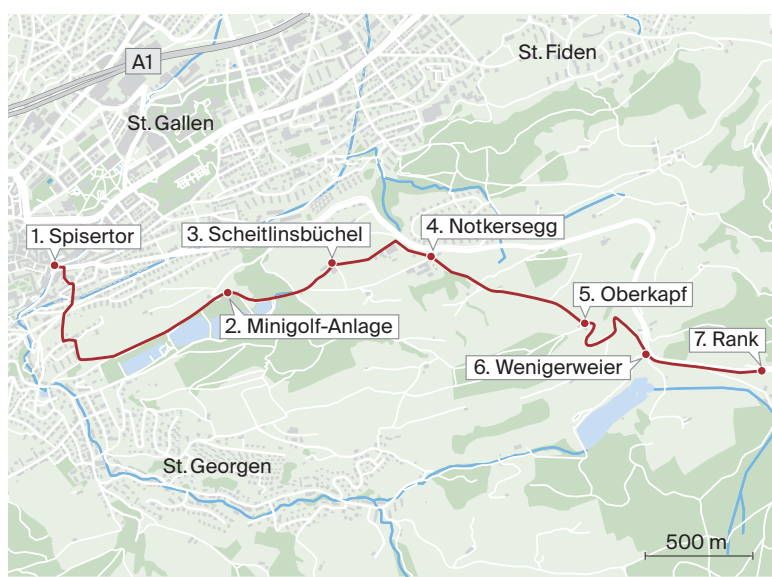 St. Fiden
A1
St. Gallen
1. Spisertor
3. Scheitlinsbüchel
4. Notkersegg
5. Oberkapf
2. Minigolf-Anlage
7. Rank
6. Wenigerweier
St. Georgen
500 m